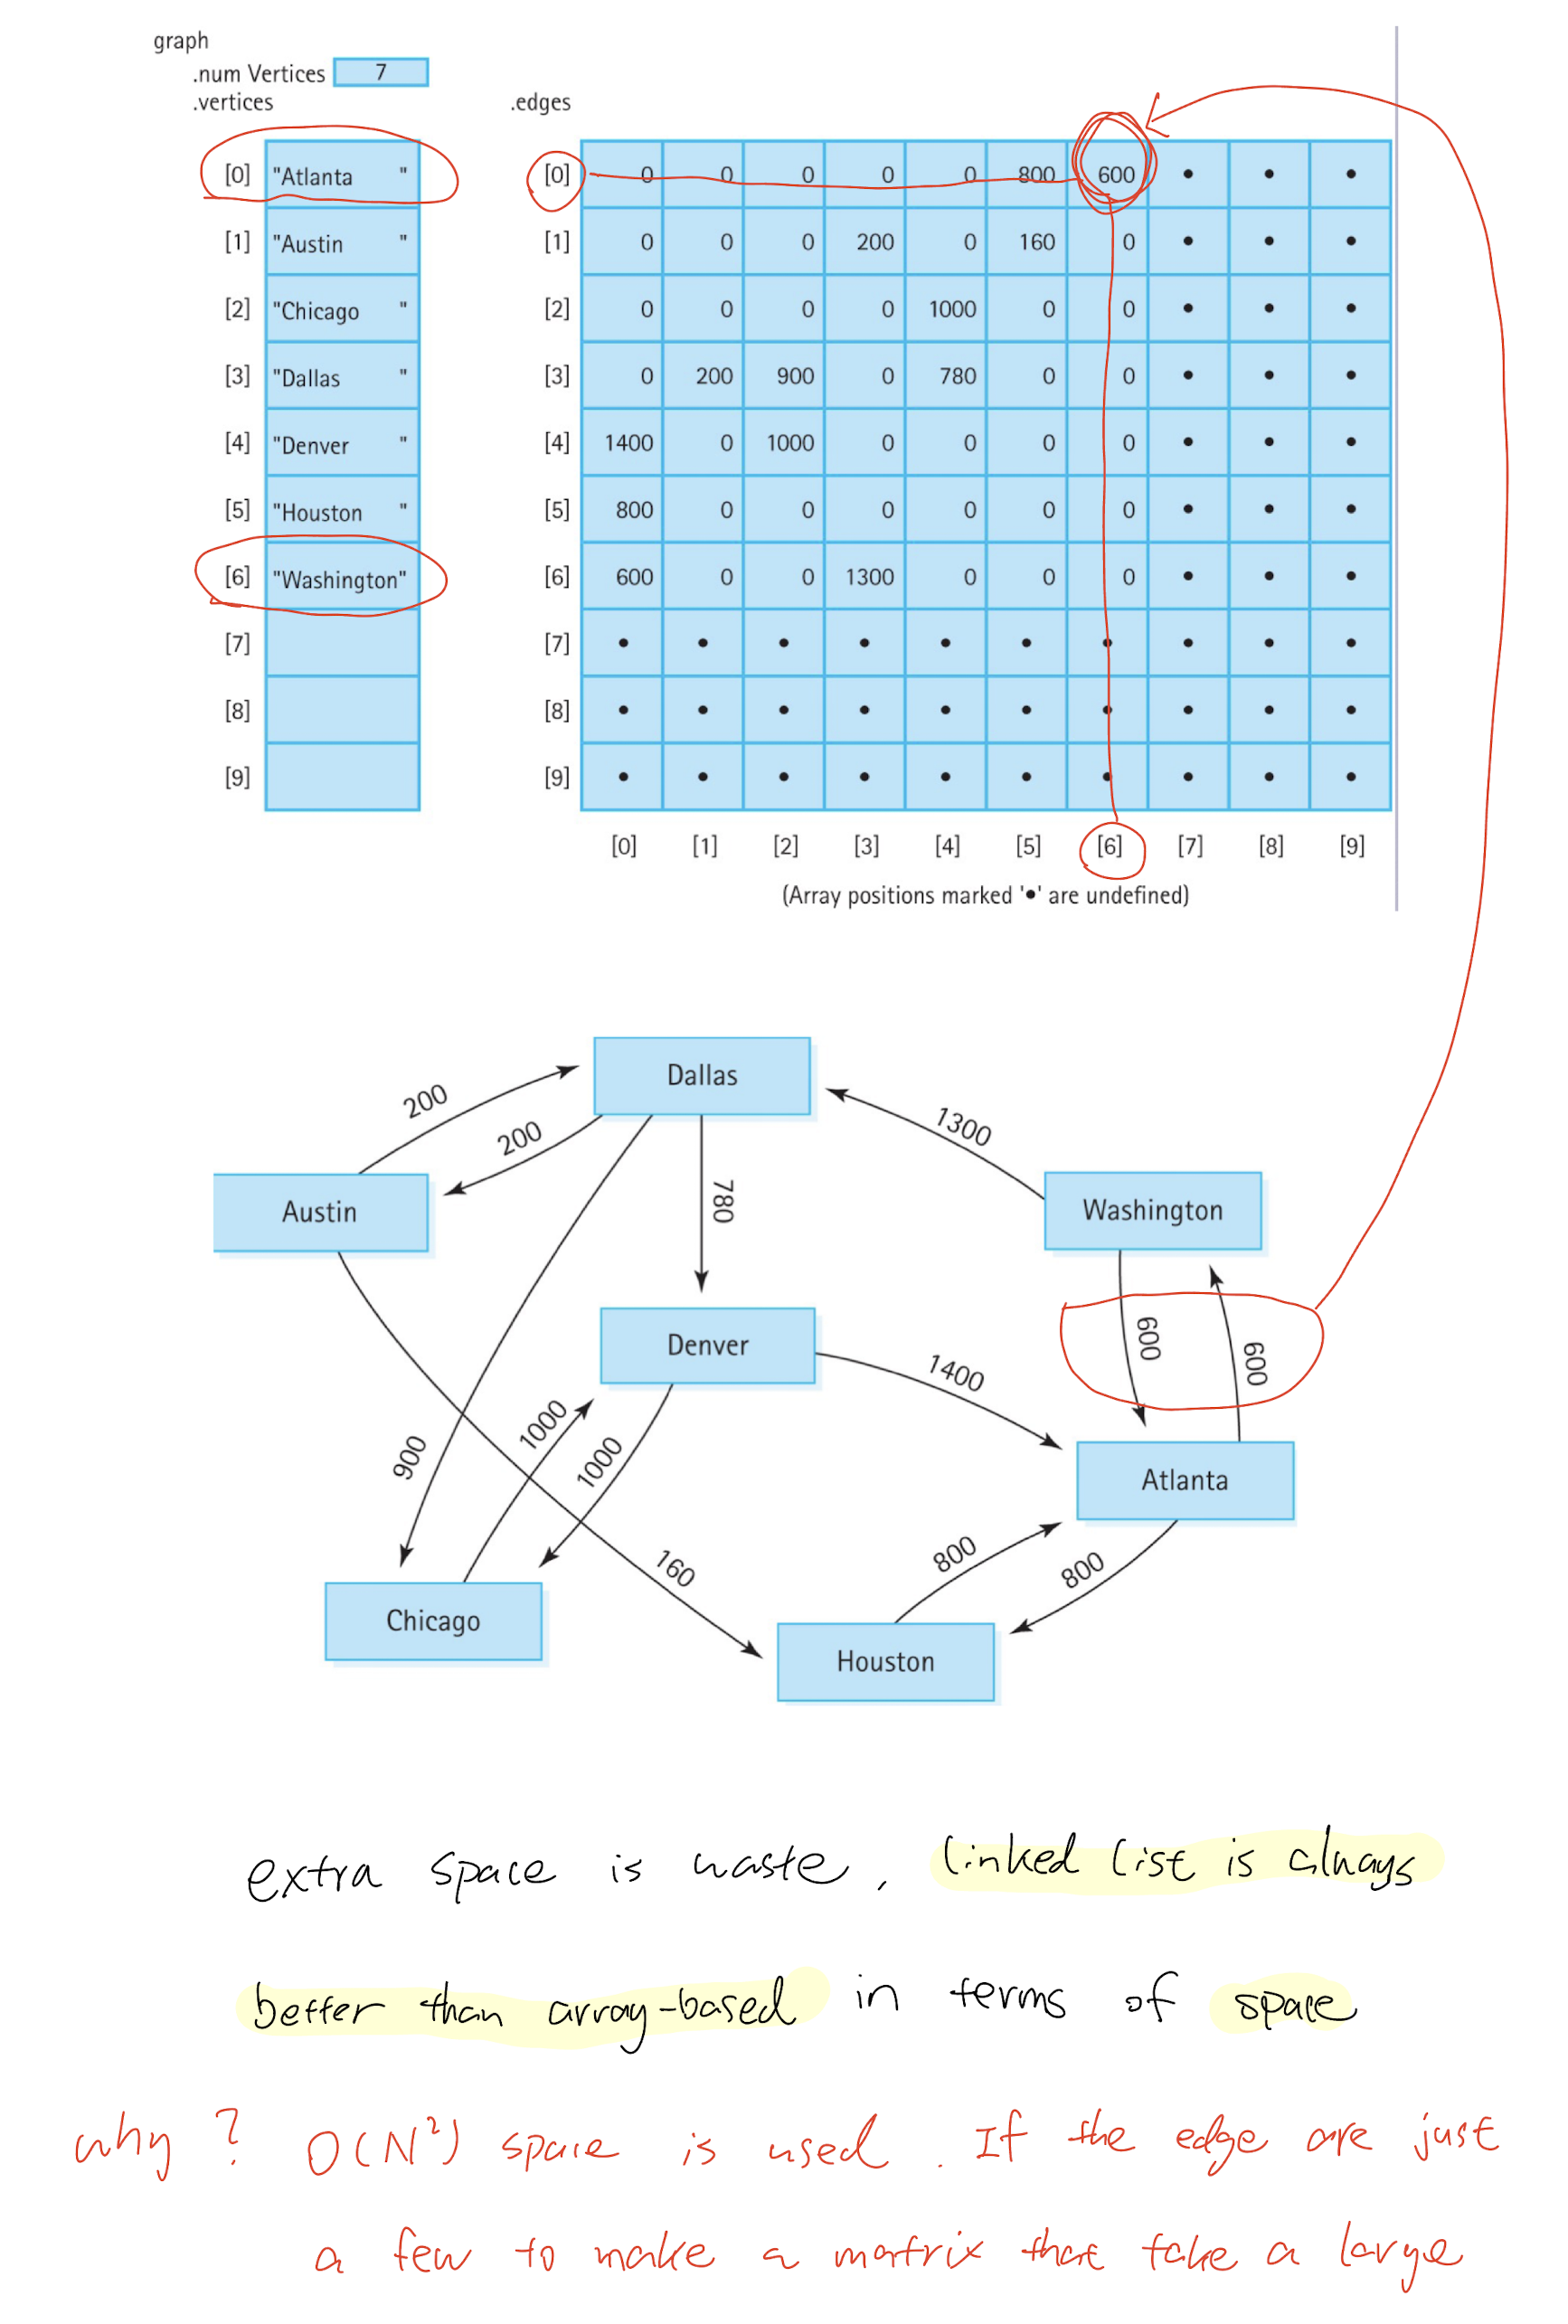 graph
.num Vertices 7
.vertices .edges
[0] "Atlanta " [0] 0 0 0 0 0 800 600 • • •
[1] "Austin " [1] 0 0 0 200 0 160 0 • • •
[2] "Chicago " [2] 0 0 0 0 1000 0 0 • • •
[3] "Dallas " [3] 0 200 900 0 780 0 0 • • •
[4] "Denver " [4] 1400 0 1000 0 0 0 0 • • •
[5] "Houston " [5] 800 0 0 0 0 0 0 • • •
[6] "Washington" [6] 600 0 0 1300 0 0 0 • • •
[7] [7] • • • • • • • • • •
[8] [8] • • • • • • • • • •
[9] [9] • • • • • • • • • •
[0] [1] [2] [3] [4] [5] [6] [7] [8] [9]
(Array positions marked '•' are undefined)
Dallas
200
1300
200
780
Austin
Washington
Denver
600
600
1400
1000
900
1000
Atlanta
800
160
800
Chicago
Houston
extra space is waste, linked list is always
better than array-based in terms of space
why? O(N²) space is used. If the edge are just
a few to make a matrix that take a large